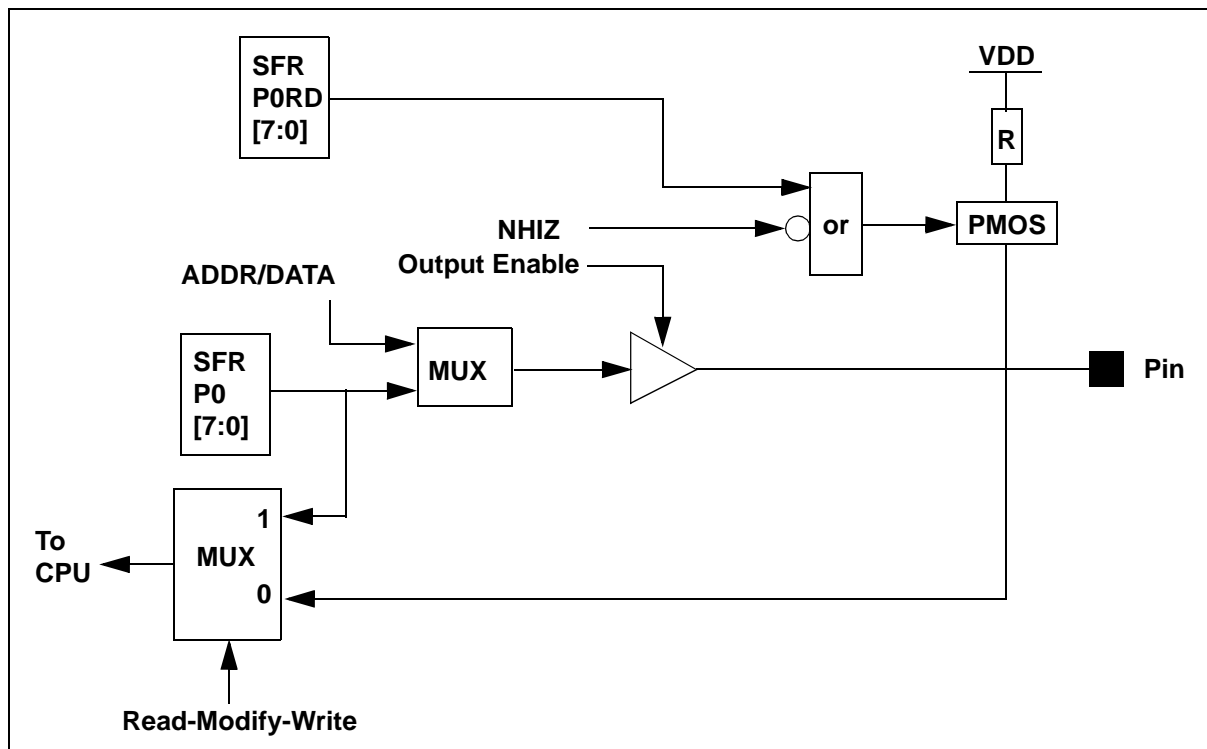 SFR
P0RD
[7:0]
VDD
R
or
PMOS
NHIZ
Output Enable
ADDR/DATA
MUX
SFR
P0
[7:0]
Pin
1
MUX
0
To
CPU
Read-Modify-Write